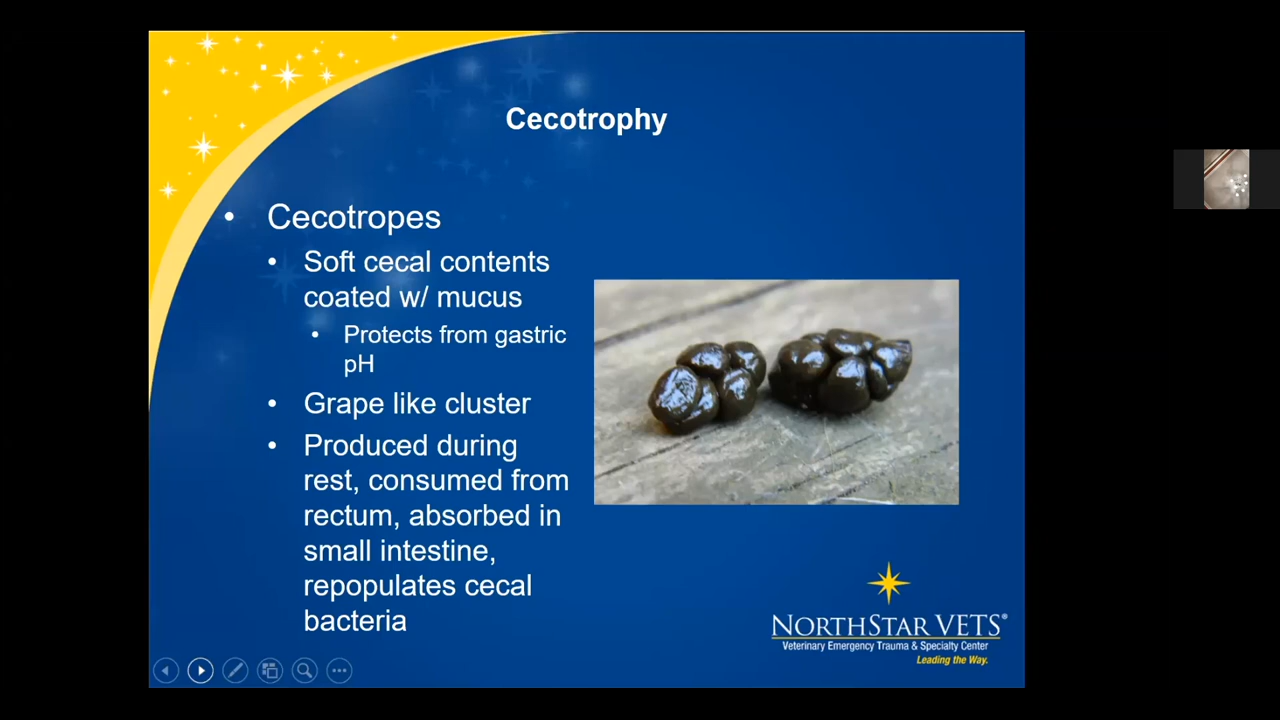 Cecotrophy
• Cecotropes
• Soft cecal contents
coated w/ mucus
• Protects from gastric
pH
• Grape like cluster
• Produced during
rest, consumed from
rectum, absorbed in
small intestine,
repopulates cecal
bacteria
NORTHSTAR VETS®
Veterinary Emergency Trauma & Specialty Center
Leading the Way.